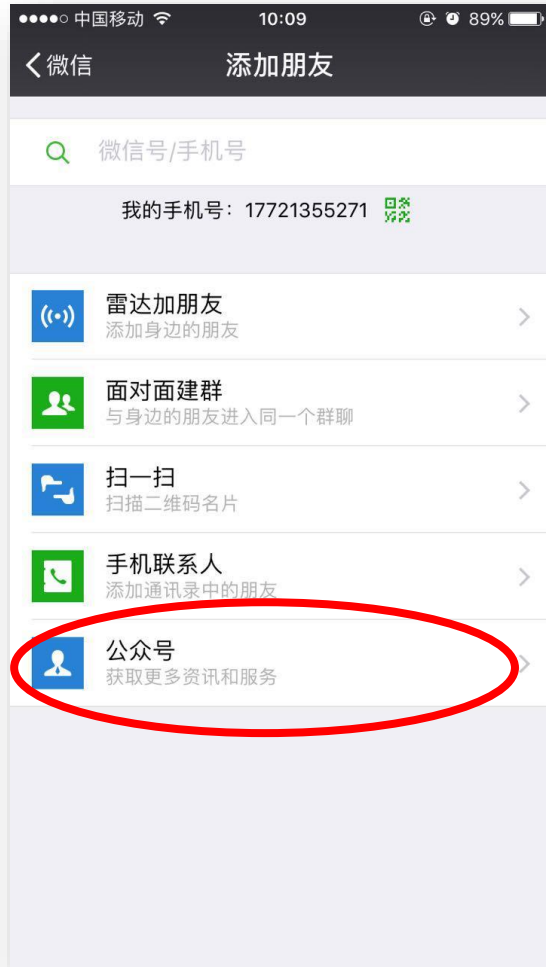 中国移动 10:09 89%
微信 添加朋友
微信号/手机号
我的手机号：17721355271
雷达加朋友
添加身边的朋友
面对面建群
与身边的朋友进入同一个群聊
扫一扫
扫描二维码名片
手机联系人
添加通讯录中的朋友
公众号
获取更多资讯和服务